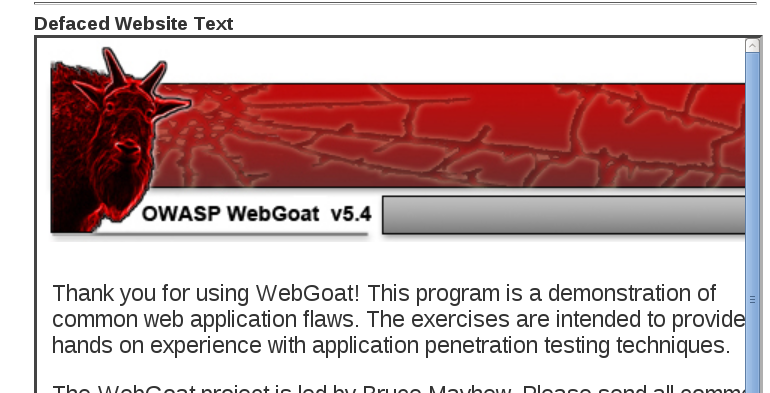 Defaced Website Text
OWASP WebGoat v5.4
Thank you for using WebGoat! This program is a demonstration of
common web application flaws. The exercises are intended to provide
hands on experience with application penetration testing techniques.
The WebGoat project is led by Bruce Mayhew. Please send all